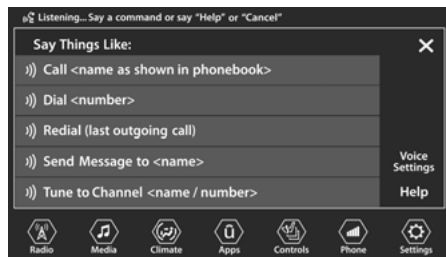 Listening... Say a command or say "Help" or "Cancel"
Say Things Like:
Call <name as shown in phonebook>
Dial <number>
Redial (last outgoing call)
Send Message to <name>
Tune to Channel <name / number>
Voice
Settings
Help
Radio
Media
Climate
Apps
Controls
Phone
Settings